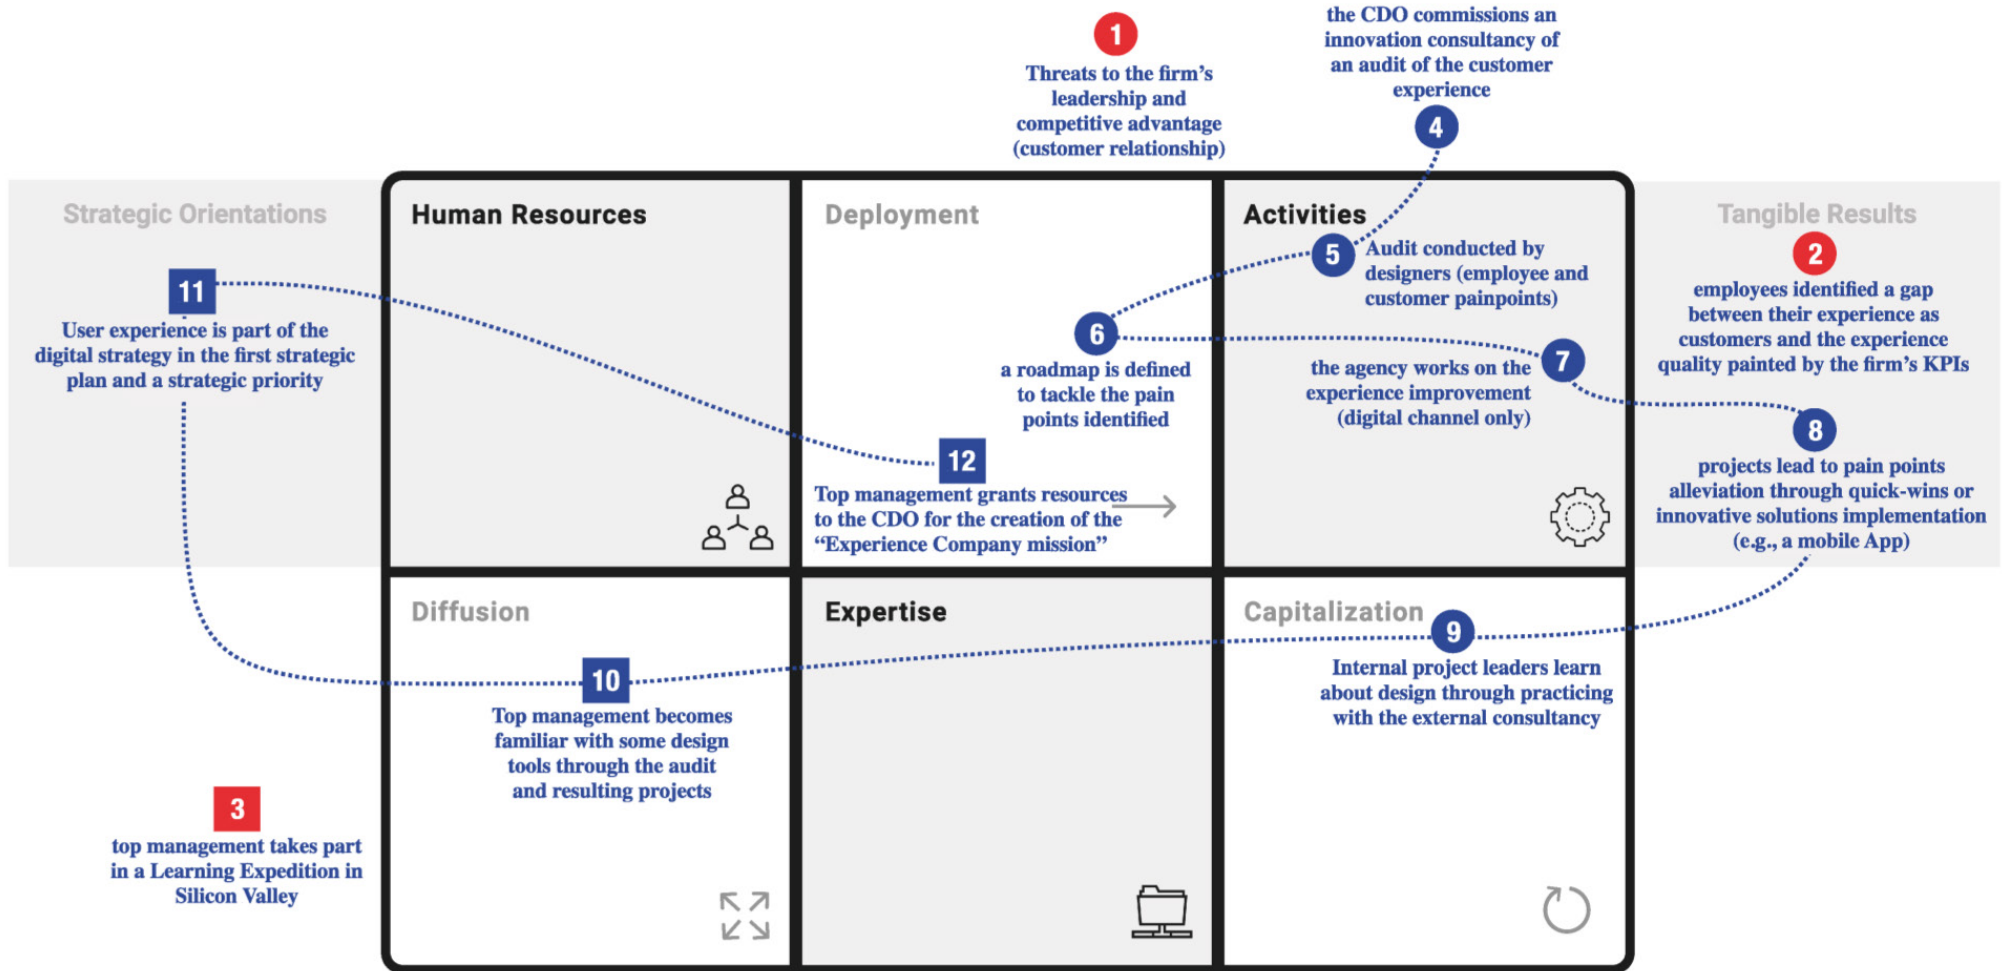 1
Threats to the firm's
leadership and
competitive advantage
(customer relationship)
the CDO commissions an
innovation consultancy of
an audit of the customer
experience
4
Strategic Orientations
11
User experience is part of the
digital strategy in the first strategic
plan and a strategic priority
Human Resources
Deployment
6
a roadmap is defined
to tackle the pain
points identified
12
Top management grants resources
to the CDO for the creation of the
“Experience Company mission”
Activities
5
Audit conducted by
designers (employee and
customer painpoints)
7
the agency works on the
experience improvement
(digital channel only)
Tangible Results
2
employees identified a gap
between their experience as
customers and the experience
quality painted by the firm's KPIs
8
projects lead to pain points
alleviation through quick-wins or
innovative solutions implementation
(e.g., a mobile App)
3
top management takes part
in a Learning Expedition in
Silicon Valley
Diffusion
10
Top management becomes
familiar with some design
tools through the audit
and resulting projects
Expertise
Capitalization
9
Internal project leaders learn
about design through practicing
with the external consultancy